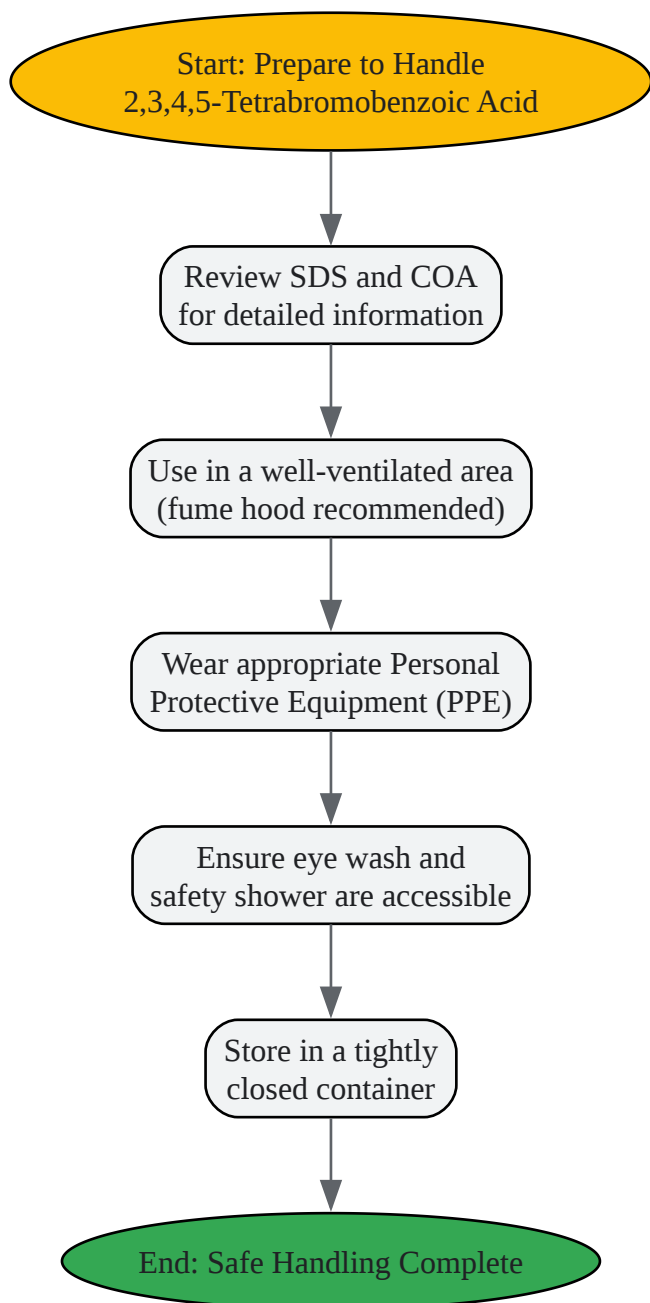 Start: Prepare to Handle
2,3,4,5-Tetrabromobenzoic Acid
Review SDS and COA
for detailed information
Use in a well-ventilated area
(fume hood recommended)
Wear appropriate Personal
Protective Equipment (PPE)
Ensure eye wash and
safety shower are accessible
Store in a tightly
closed container
End: Safe Handling Complete